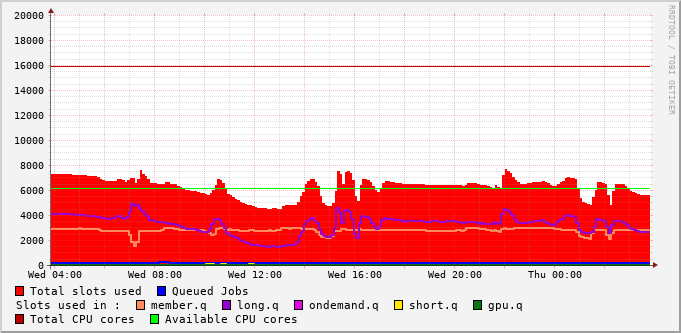 20000
18000
16000
14000
12000
10000
8000
6000
4000
2000
0
Wed 04:00 Wed 08:00 Wed 12:00 Wed 16:00 Wed 20:00 Thu 00:00
Total slots used Queued Jobs
Slots used in : member.q long.q ondemand.q short.q gpu.q
Total CPU cores Available CPU cores
RRDTOOL / TOBI OETIKER